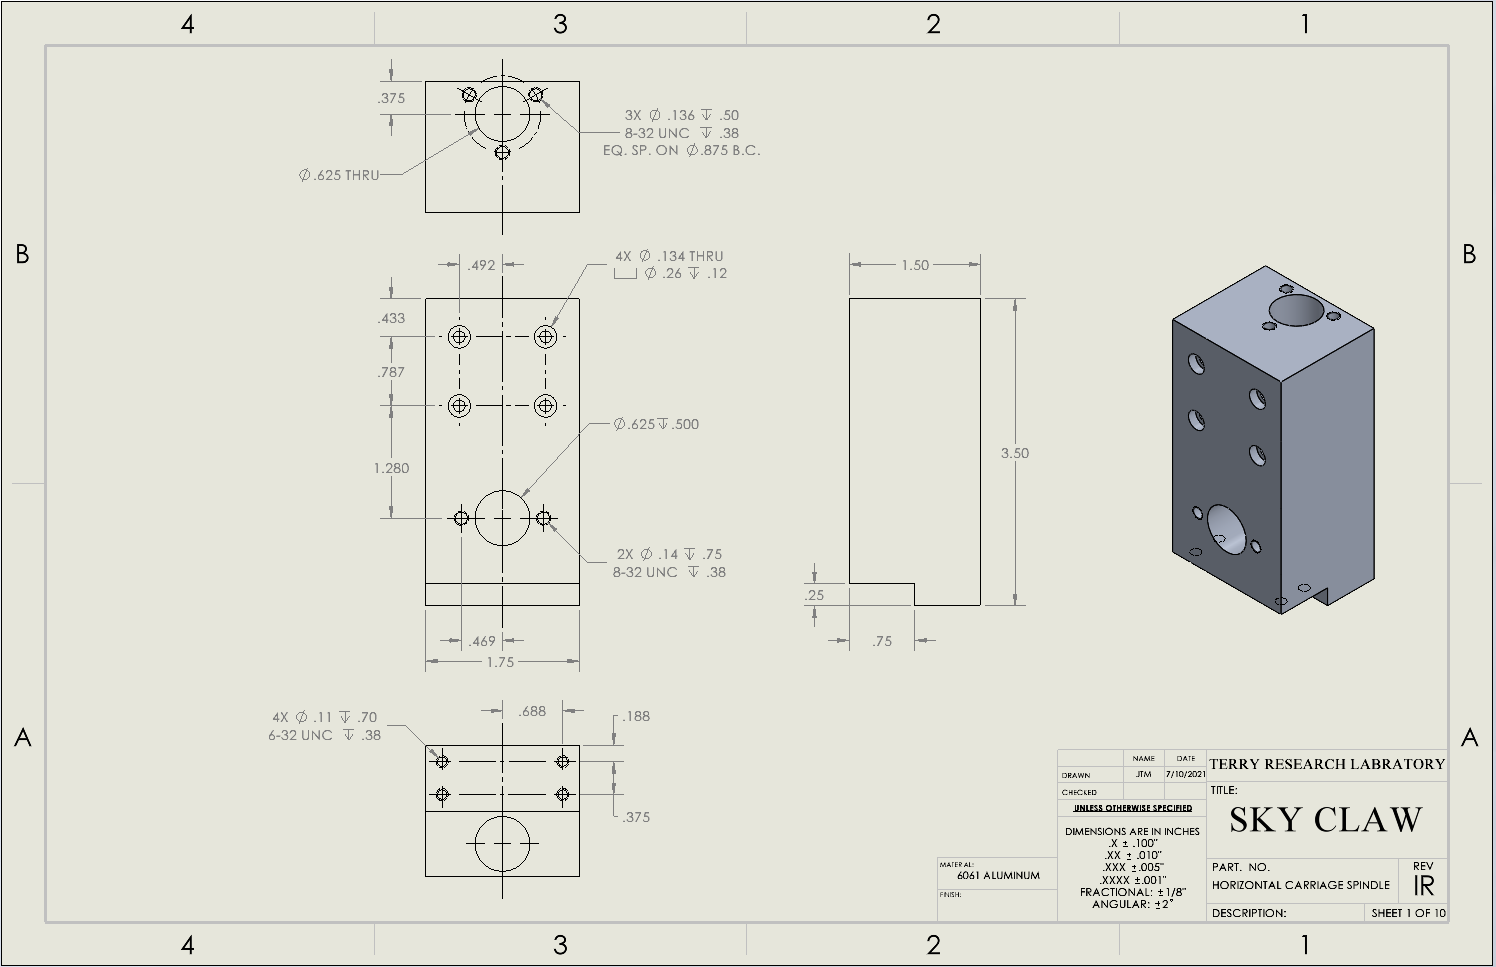 4 3 2 1
.375
3X Ø .136 ↧ .50
8-32 UNC ↧ .38
EQ. SP. ON Ø.875 B.C.
Ø.625 THRU
B B
.492
4X Ø .134 THRU
⌴ Ø .26 ↧ .12
1.50
.433
.787
Ø.625↧.500
1.280
3.50
2X Ø .14 ↧ .75
8-32 UNC ↧ .38
.25
.469
.75
1.75
4X Ø .11 ↧ .70
6-32 UNC ↧ .38
.688
.188
.375
A A
NAME DATE
DRAWN JTM 7/10/2021
CHECKED
UNLESS OTHERWISE SPECIFIED
DIMENSIONS ARE IN INCHES
.X ± .100"
.XX ± .010"
.XXX ±.005"
.XXXX ±.001"
FRACTIONAL: ±1/8"
ANGULAR: ±2°
MATERIAL:
6061 ALUMINUM
FINISH:
TERRY RESEARCH LABRATORY
TITLE:
SKY CLAW
PART. NO.
HORIZONTAL CARRIAGE SPINDLE
REV
IR
DESCRIPTION:
SHEET 1 OF 10
4 3 2 1